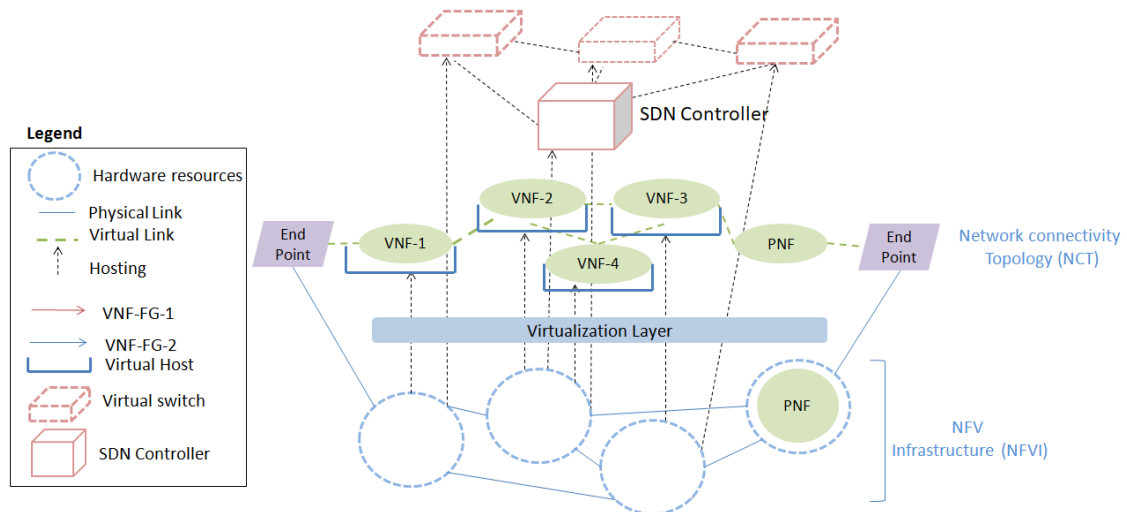 SDN Controller
Legend
Hardware resources
Physical Link
Virtual Link
Hosting
VNF-FG-1
VNF-FG-2
Virtual Host
Virtual switch
SDN Controller
End
Point
VNF-1
VNF-2
VNF-3
VNF-4
PNF
End
Point
Network connectivity
Topology (NCT)
Virtualization Layer
PNF
NFV
Infrastructure (NFVI)